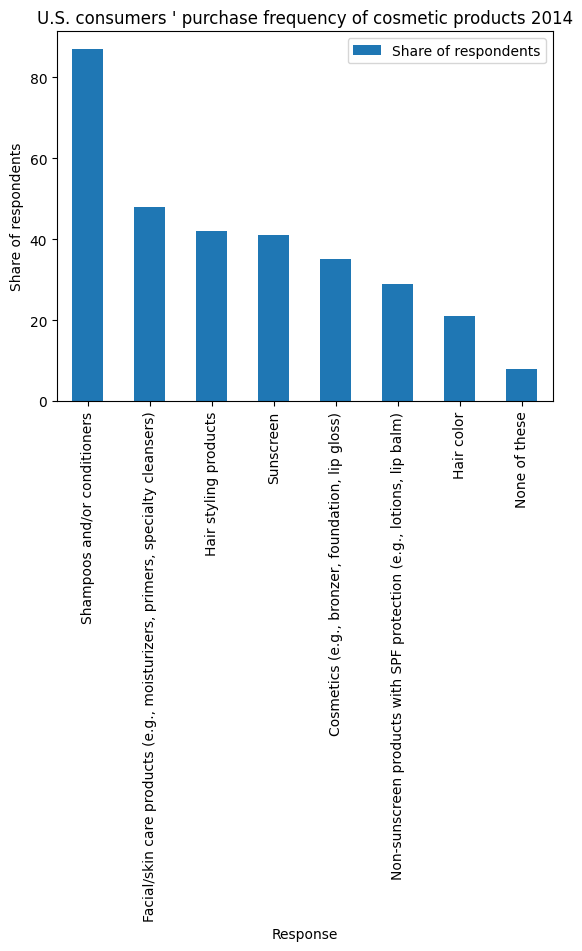 U.S. consumers ' purchase frequency of cosmetic products 2014
Share of respondents
Share of respondents
80
60
40
20
0
Shampoos and/or conditioners
Facial/skin care products (e.g., moisturizers, primers, specialty cleansers)
Hair styling products
Sunscreen
Cosmetics (e.g., bronzer, foundation, lip gloss)
Non-sunscreen products with SPF protection (e.g., lotions, lip balm)
Hair color
None of these
Response